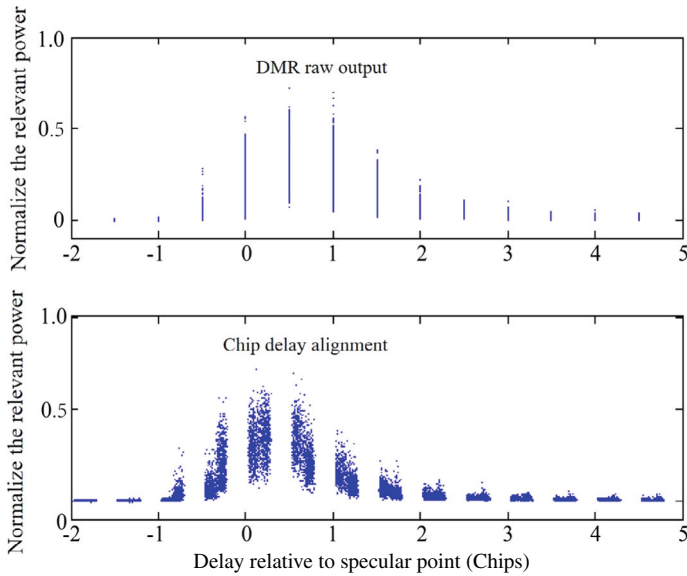 Normalize the relevant power
1.0
0.5
0
DMR raw output
-2 -1 0 1 2 3 4 5
Normalize the relevant power
1.0
0.5
0
Chip delay alignment
-2 -1 0 1 2 3 4 5
Delay relative to specular point (Chips)